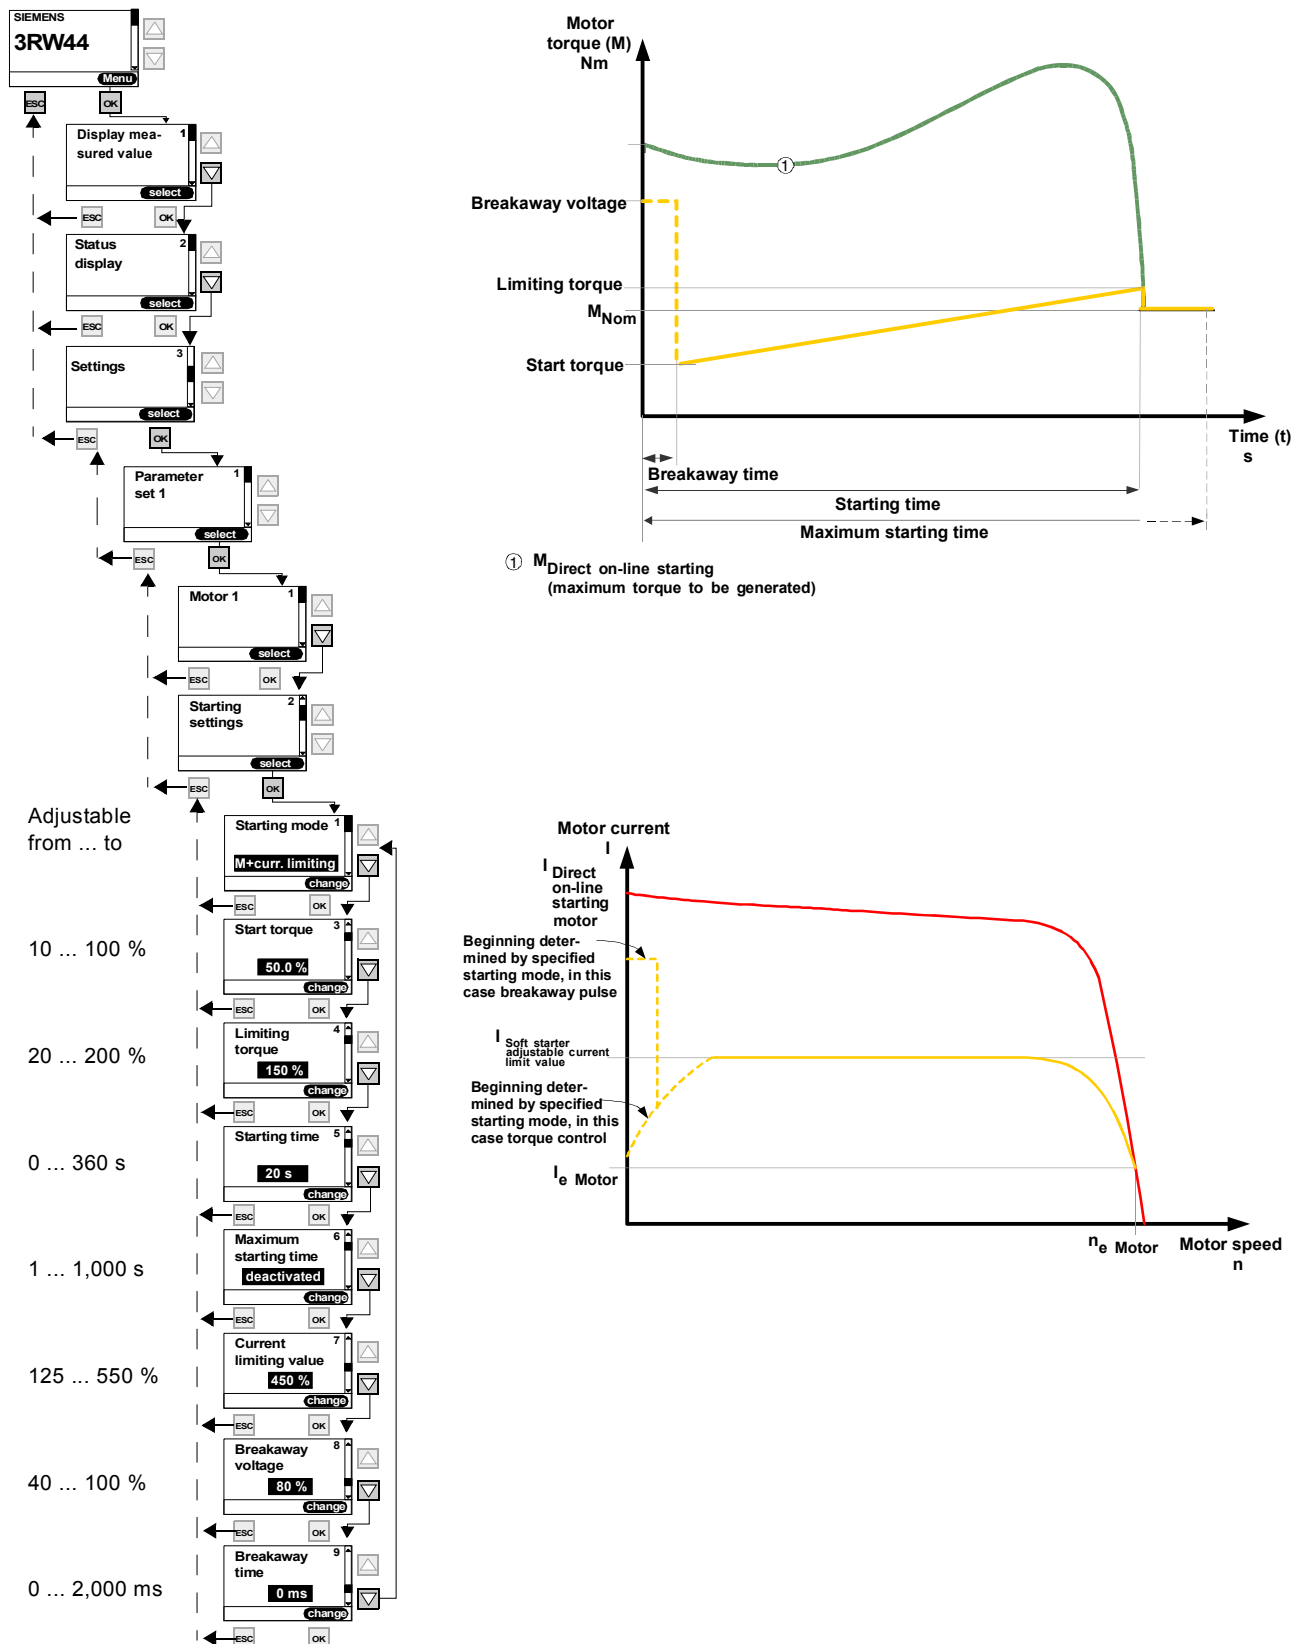 SIEMENS
3RW44
Menu
ESC
OK
Display mea-
sured value
1
select
ESC
OK
Status
display
2
select
ESC
OK
Settings
3
select
ESC
OK
Parameter
set 1
1
select
ESC
OK
Motor 1
1
select
ESC
OK
Starting
settings
2
select
ESC
OK
Adjustable
from ... to
Starting mode
1
M+curr. limiting
change
ESC
OK
10 ... 100 %
Start torque
3
50.0 %
change
ESC
OK
20 ... 200 %
Limiting
torque
4
150 %
change
ESC
OK
0 ... 360 s
Starting time
5
20 s
change
ESC
OK
1 ... 1,000 s
Maximum
starting time
6
deactivated
change
ESC
OK
125 ... 550 %
Current
limiting value
7
450 %
change
ESC
OK
40 ... 100 %
Breakaway
voltage
8
80 %
change
ESC
OK
0 ... 2,000 ms
Breakaway
time
9
0 ms
change
ESC
OK
Motor
torque (M)
Nm
1
Breakaway voltage
Limiting torque
MNom
Start torque
Time (t)
s
Breakaway time
Starting time
Maximum starting time
① MDirect on-line starting
(maximum torque to be generated)
Motor current
I
I Direct
on-line
starting
motor
Beginning deter-
mined by specified
starting mode, in this
case breakaway pulse
I Soft starter
adjustable current
limit value
Beginning deter-
mined by specified
starting mode, in this
case torque control
Ie Motor
ne Motor
Motor speed
n